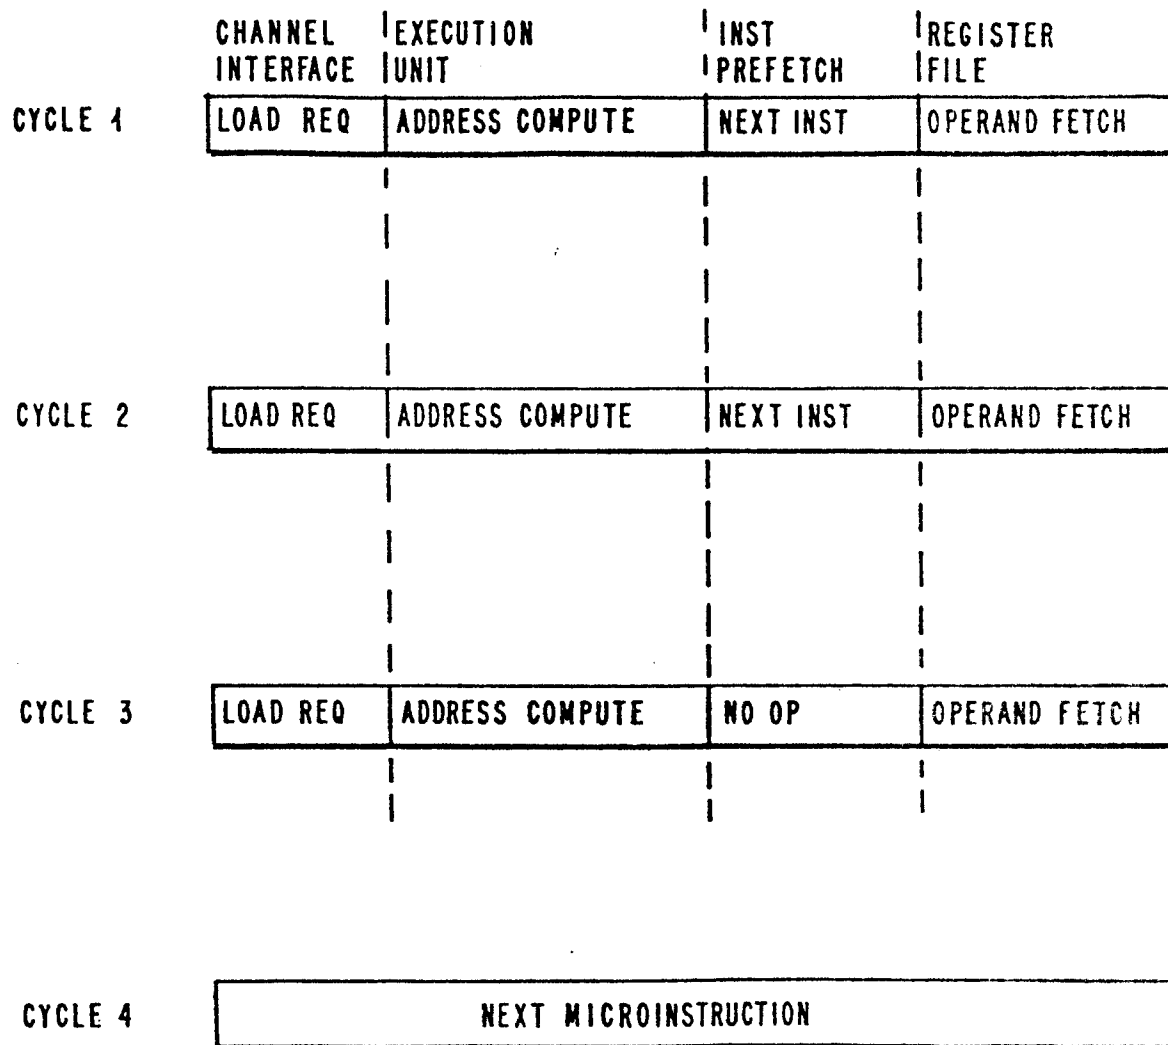 CHANNEL INTERFACE
EXECUTION UNIT
INST PREFETCH
REGISTER FILE
CYCLE 1
LOAD REQ
ADDRESS COMPUTE
NEXT INST
OPERAND FETCH
CYCLE 2
LOAD REQ
ADDRESS COMPUTE
NEXT INST
OPERAND FETCH
CYCLE 3
LOAD REQ
ADDRESS COMPUTE
NO OP
OPERAND FETCH
CYCLE 4
NEXT MICROINSTRUCTION